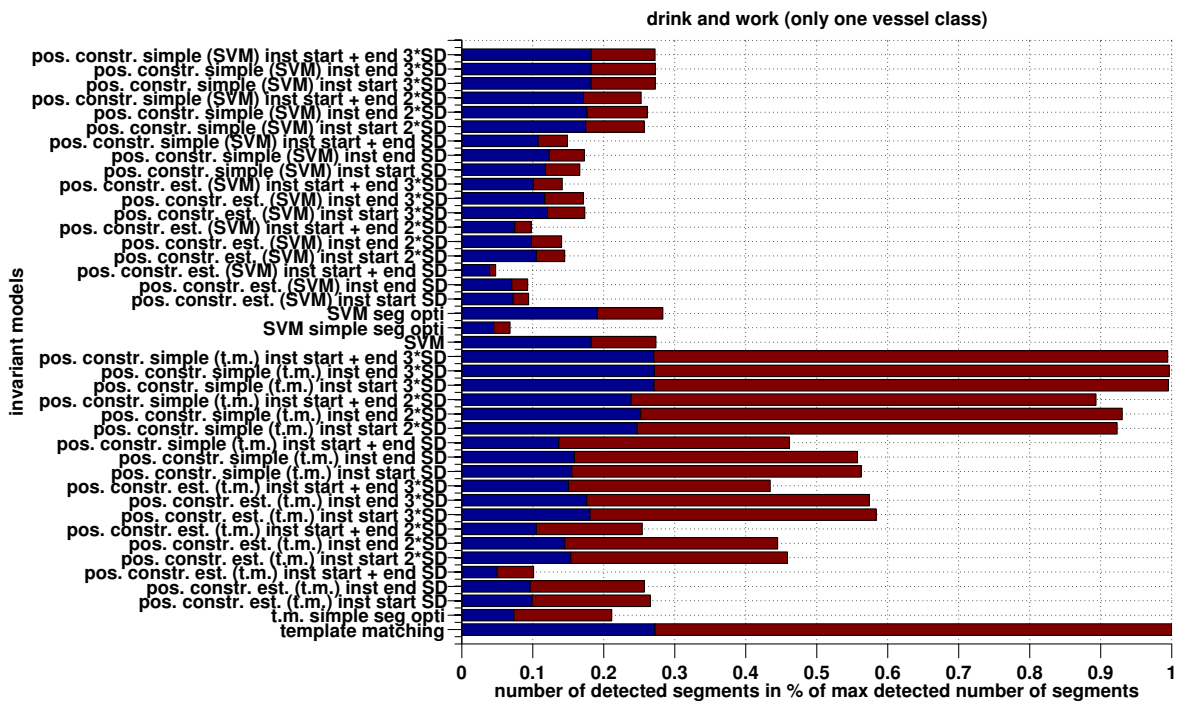 drink and work (only one vessel class)
pos. constr. simple (SVM) inst start + end 3*SD
pos. constr. simple (SVM) inst end 3*SD
pos. constr. simple (SVM) inst start 3*SD
pos. constr. simple (SVM) inst start + end 2*SD
pos. constr. simple (SVM) inst end 2*SD
pos. constr. simple (SVM) inst start 2*SD
pos. constr. simple (SVM) inst start + end SD
pos. constr. simple (SVM) inst end SD
pos. constr. simple (SVM) inst start SD
pos. constr. est. (SVM) inst start + end 3*SD
pos. constr. est. (SVM) inst end 3*SD
pos. constr. est. (SVM) inst start 3*SD
pos. constr. est. (SVM) inst start + end 2*SD
pos. constr. est. (SVM) inst end 2*SD
pos. constr. est. (SVM) inst start 2*SD
pos. constr. est. (SVM) inst start + end SD
pos. constr. est. (SVM) inst end SD
pos. constr. est. (SVM) inst start SD
SVM seg opti
SVM simple seg opti
SVM
pos. constr. simple (t.m.) inst start + end 3*SD
pos. constr. simple (t.m.) inst end 3*SD
pos. constr. simple (t.m.) inst start 3*SD
pos. constr. simple (t.m.) inst start + end 2*SD
pos. constr. simple (t.m.) inst end 2*SD
pos. constr. simple (t.m.) inst start 2*SD
pos. constr. simple (t.m.) inst start + end SD
pos. constr. simple (t.m.) inst end SD
pos. constr. simple (t.m.) inst start SD
pos. constr. est. (t.m.) inst start + end 3*SD
pos. constr. est. (t.m.) inst end 3*SD
pos. constr. est. (t.m.) inst start 3*SD
pos. constr. est. (t.m.) inst start + end 2*SD
pos. constr. est. (t.m.) inst end 2*SD
pos. constr. est. (t.m.) inst start 2*SD
pos. constr. est. (t.m.) inst start + end SD
pos. constr. est. (t.m.) inst end SD
pos. constr. est. (t.m.) inst start SD
t.m. simple seg opti
template matching
invariant models
0 0.1 0.2 0.3 0.4 0.5 0.6 0.7 0.8 0.9 1
number of detected segments in % of max detected number of segments